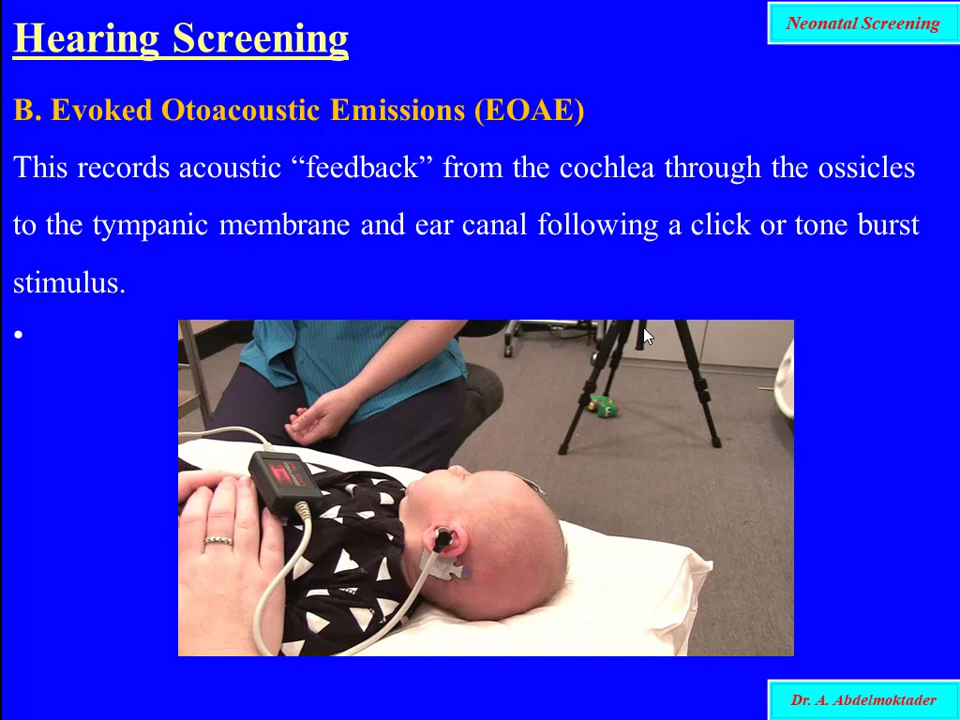 Hearing Screening
Neonatal Screening
B. Evoked Otoacoustic Emissions (EOAE)
This records acoustic “feedback” from the cochlea through the ossicles
to the tympanic membrane and ear canal following a click or tone burst
stimulus.
•
Dr. A. Abdelmoktader